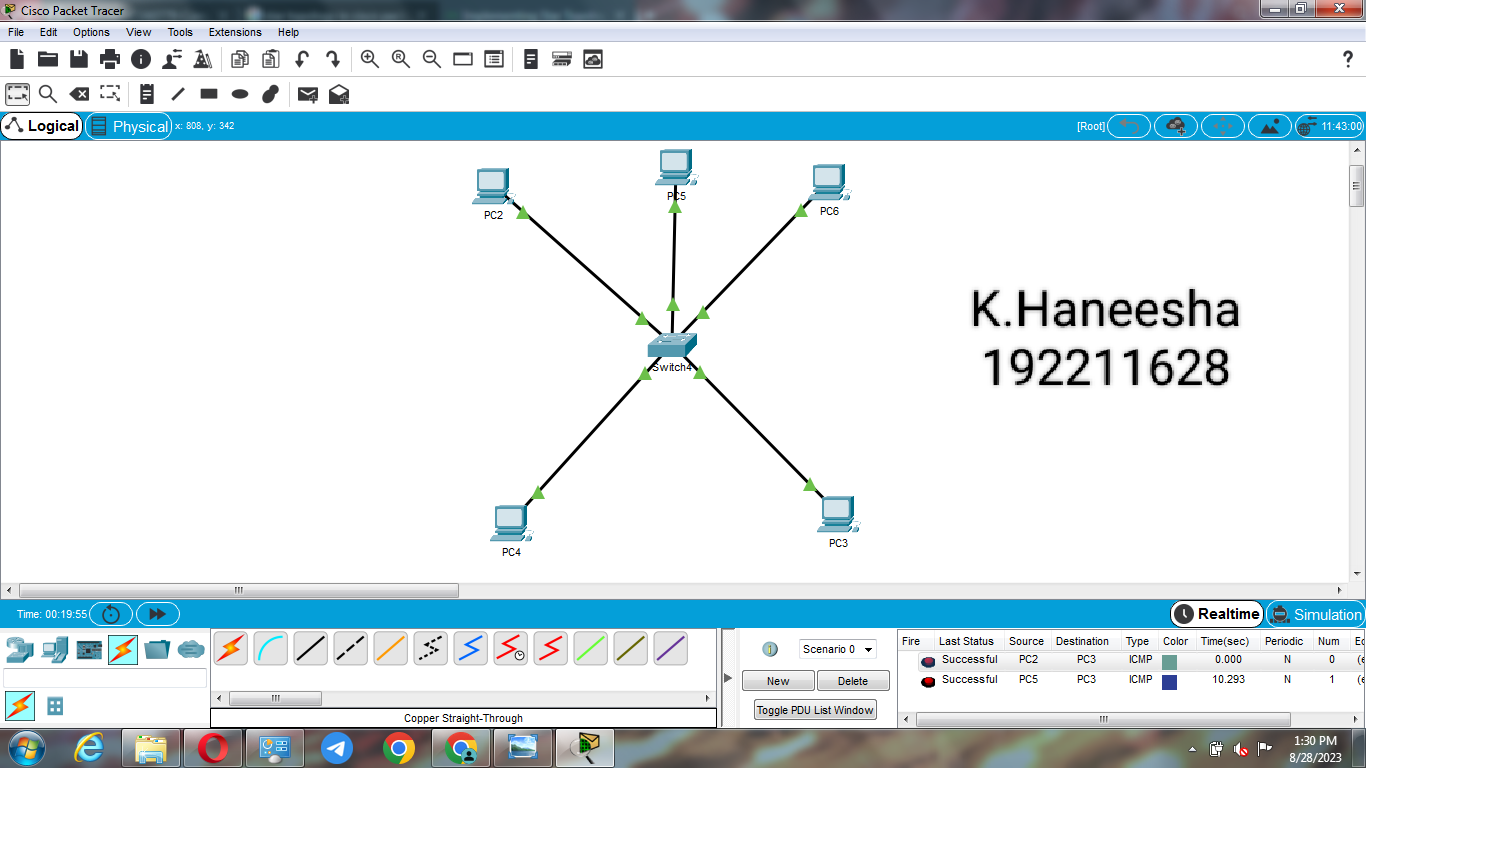 Cisco Packet Tracer
File Edit Options View Tools Extensions Help
?
Logical Physical x: 808, y: 342 [Root] 11:43:00
PC5
PC2
PC6
K.Haneesha
192211628
Switch4
PC4
PC3
Time: 00:19:55 Realtime Simulation
Fire Last Status Source Destination Type Color Time(sec) Periodic Num Ed
Scenario 0
Successful PC2 PC3 ICMP 0.000 N 0 (e
Successful PC5 PC3 ICMP 10.293 N 1 (e
New Delete
Toggle PDU List Window
Copper Straight-Through
1:30 PM
8/28/2023